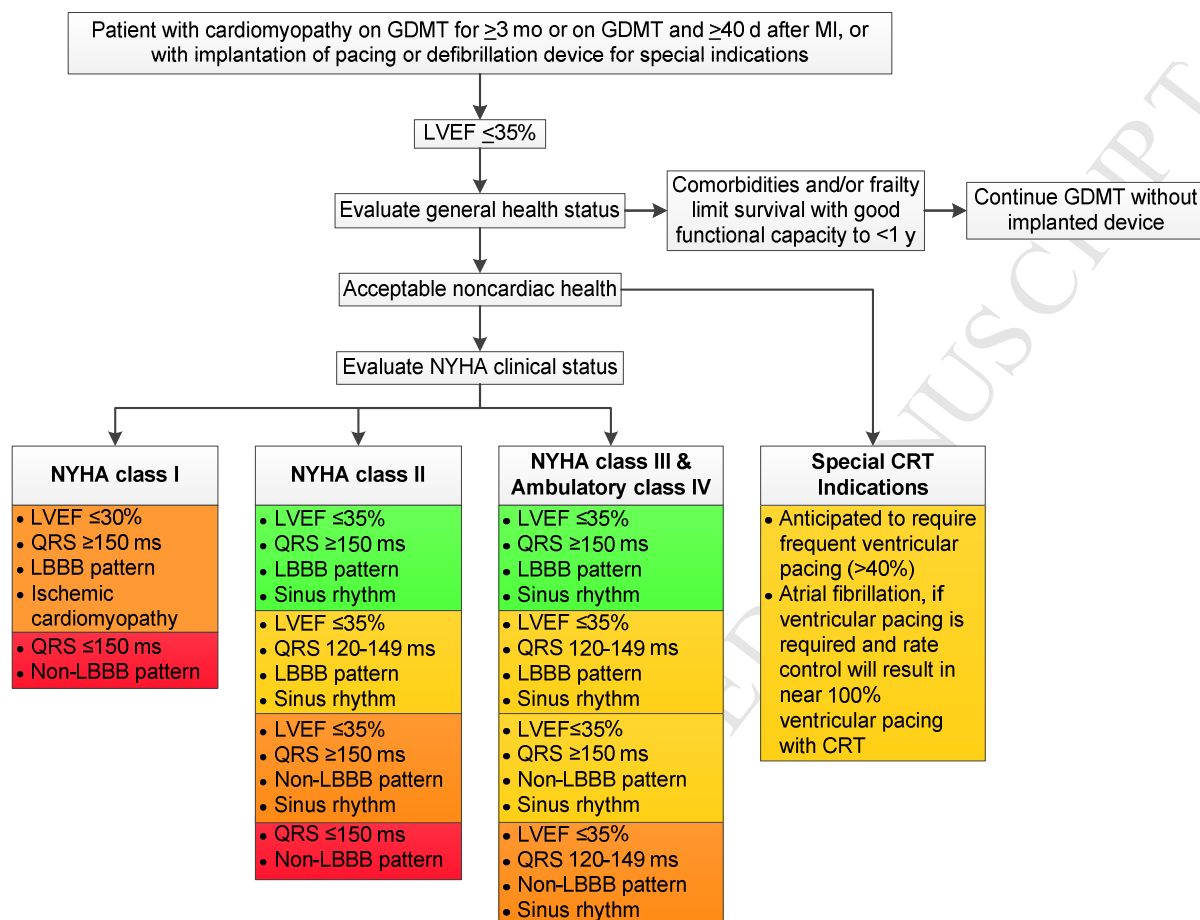 Patient with cardiomyopathy on GDMT for ≥3 mo or on GDMT and ≥40 d after MI, or
with implantation of pacing or defibrillation device for special indications
LVEF ≤35%
Evaluate general health status
Comorbidities and/or frailty
limit survival with good
functional capacity to <1 y
Continue GDMT without
implanted device
Acceptable noncardiac health
Evaluate NYHA clinical status
NYHA class I
• LVEF ≤30%
• QRS ≥150 ms
• LBBB pattern
• Ischemic
cardiomyopathy
• QRS ≤150 ms
• Non-LBBB pattern
NYHA class II
• LVEF ≤35%
• QRS ≥150 ms
• LBBB pattern
• Sinus rhythm
• LVEF ≤35%
• QRS 120-149 ms
• LBBB pattern
• Sinus rhythm
• LVEF ≤35%
• QRS ≥150 ms
• Non-LBBB pattern
• Sinus rhythm
• QRS ≤150 ms
• Non-LBBB pattern
NYHA class III &
Ambulatory class IV
• LVEF ≤35%
• QRS ≥150 ms
• LBBB pattern
• Sinus rhythm
• LVEF ≤35%
• QRS 120-149 ms
• LBBB pattern
• Sinus rhythm
• LVEF≤35%
• QRS ≥150 ms
• Non-LBBB pattern
• Sinus rhythm
• LVEF ≤35%
• QRS 120-149 ms
• Non-LBBB pattern
• Sinus rhythm
Special CRT
Indications
• Anticipated to require
frequent ventricular
pacing (>40%)
• Atrial fibrillation, if
ventricular pacing is
required and rate
control will result in
near 100%
ventricular pacing
with CRT